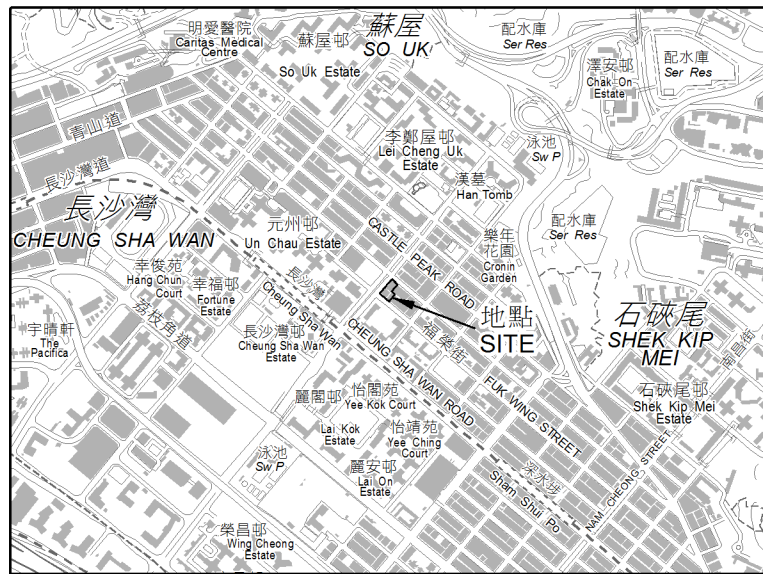 明愛醫院
Caritas Medical
Centre
蘇屋邨
So Uk Estate
蘇屋
SO UK
配水庫
Ser Res
澤安邨
Chak On
Estate
配水庫
Ser Res
青山道
長沙灣道
李鄭屋邨
Lei Cheng Uk
Estate
泳池
Sw P
漢墓
Han Tomb
長沙灣
CHEUNG SHA WAN
元州邨
Un Chau Estate
CASTLE PEAK ROAD
樂年
花園
Cronin
Garden
配水庫
Ser Res
幸俊苑
Hang Chun
Court
幸福邨
Fortune
Estate
長沙灣
Cheung Sha Wan
荔枝角道
宇晴軒
The
Pacifica
長沙灣邨
Cheung Sha Wan
Estate
地點
SITE
福榮街
FUK WING STREET
CHEUNG SHA WAN ROAD
石硤尾
SHEK KIP
MEI
南昌街
NAM CHEONG STREET
石硤尾邨
Shek Kip Mei
Estate
麗閣邨
Lai Kok
Estate
怡閣苑
Yee Kok Court
怡靖苑
Yee Ching
Court
泳池
Sw P
麗安邨
Lai On
Estate
深水埗
Sham Shui Po
榮昌邨
Wing Cheong
Estate